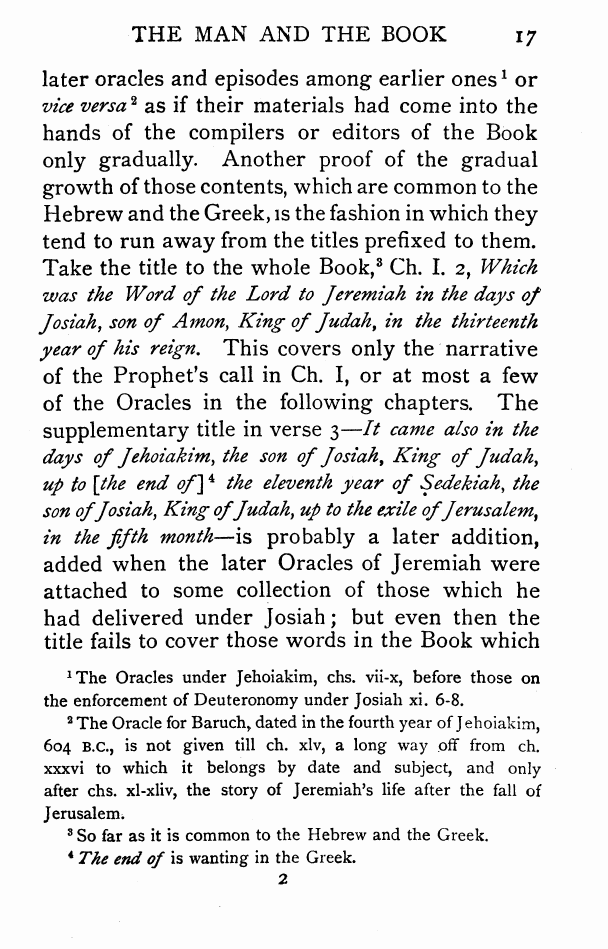 THE MAN AND THE BOOK 17
later oracles and episodes among earlier ones¹ or
vice versa² as if their materials had come into the
hands of the compilers or editors of the Book
only gradually. Another proof of the gradual
growth of those contents, which are common to the
Hebrew and the Greek, is the fashion in which they
tend to run away from the titles prefixed to them.
Take the title to the whole Book,³ Ch. I. 2, Which
was the Word of the Lord to Jeremiah in the days of
Josiah, son of Amon, King of Judah, in the thirteenth
year of his reign. This covers only the narrative
of the Prophet's call in Ch. I, or at most a few
of the Oracles in the following chapters. The
supplementary title in verse 3—It came also in the
days of Jehoiakim, the son of Josiah, King of Judah,
up to [the end of]⁴ the eleventh year of Ṣedekiah, the
son of Josiah, King of Judah, up to the exile of Jerusalem,
in the fifth month—is probably a later addition,
added when the later Oracles of Jeremiah were
attached to some collection of those which he
had delivered under Josiah; but even then the
title fails to cover those words in the Book which
¹ The Oracles under Jehoiakim, chs. vii-x, before those on
the enforcement of Deuteronomy under Josiah xi. 6-8.
² The Oracle for Baruch, dated in the fourth year of Jehoiakim,
604 B.C., is not given till ch. xlv, a long way off from ch.
xxxvi to which it belongs by date and subject, and only
after chs. xl-xliv, the story of Jeremiah's life after the fall of
Jerusalem.
³ So far as it is common to the Hebrew and the Greek.
⁴ The end of is wanting in the Greek.
2